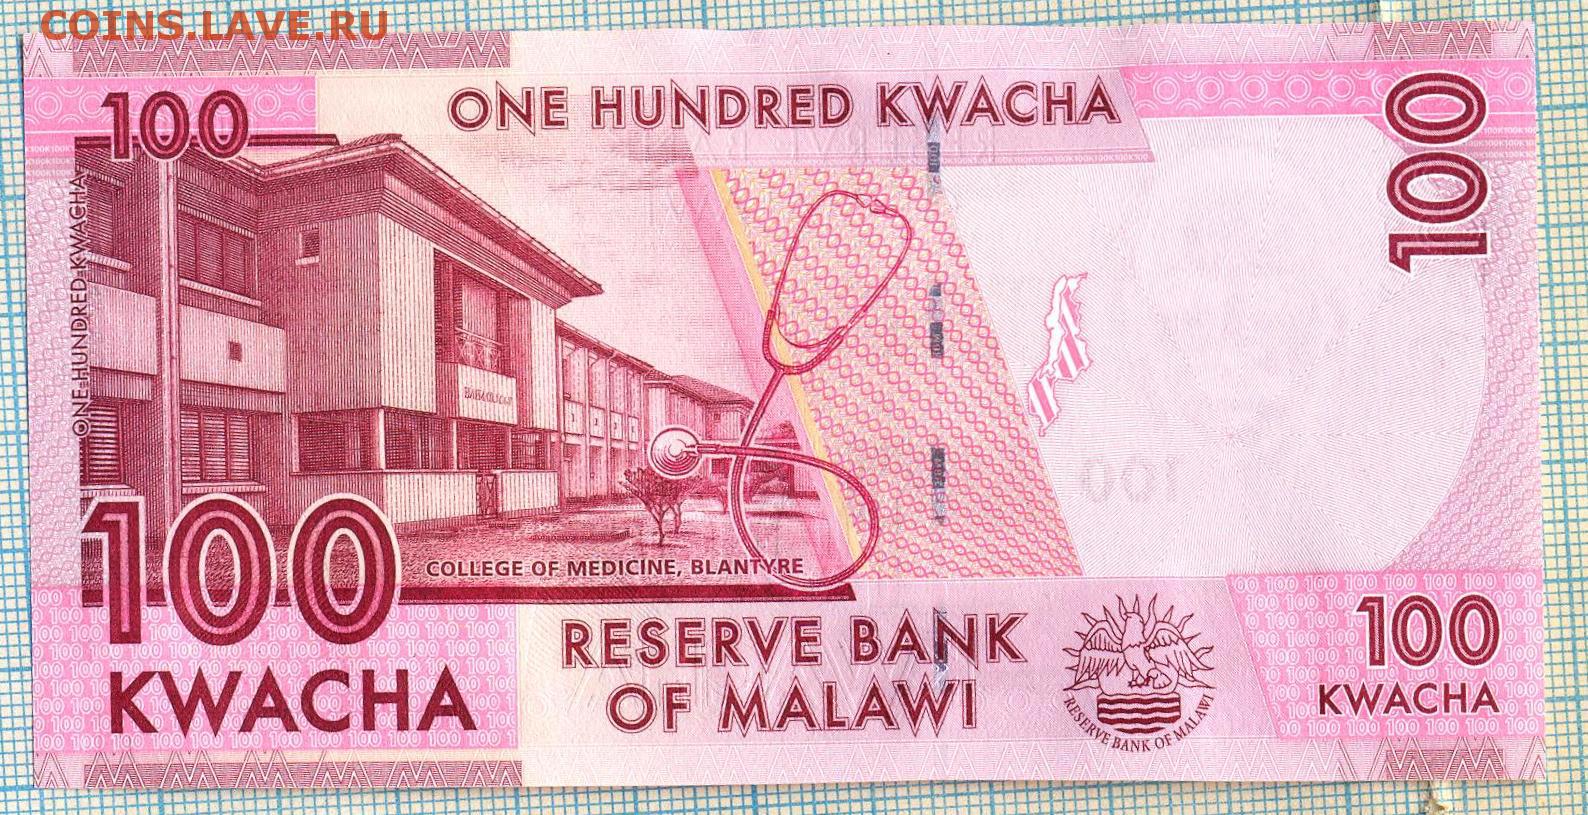 COINS.LAVE.RU
100
ONE HUNDRED KWACHA
100
ONE HUNDRED KWACHA
100
COLLEGE OF MEDICINE, BLANTYRE
100
KWACHA
RESERVE BANK
OF MALAWI
RESERVE BANK OF MALAWI
100
KWACHA